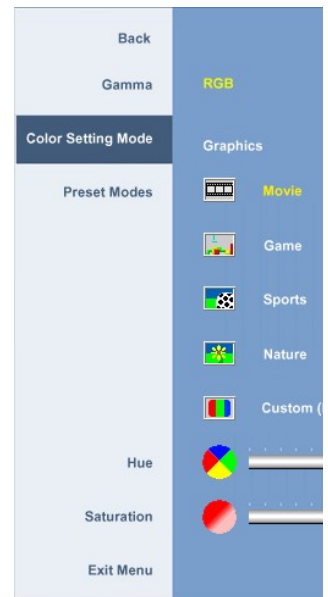 Back
Gamma
RGB
Color Setting Mode
Graphics
Preset Modes
Movie
Game
Sports
Nature
Custom (
Hue
Saturation
Exit Menu